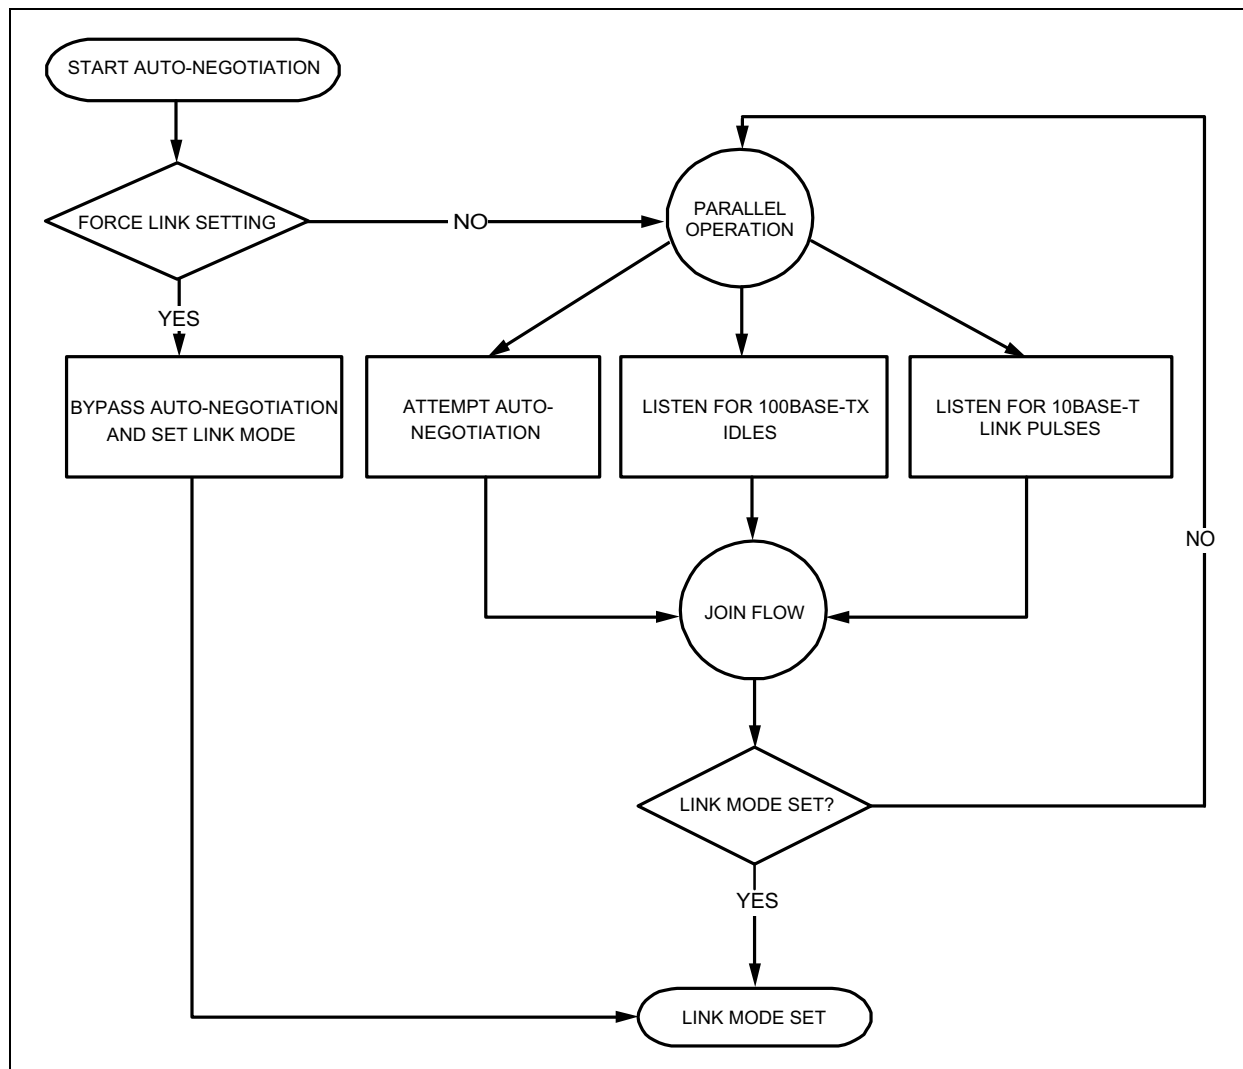 START AUTO-NEGOTIATION
FORCE LINK SETTING
NO
PARALLEL
OPERATION
YES
BYPASS AUTO-NEGOTIATION
AND SET LINK MODE
ATTEMPT AUTO-
NEGOTIATION
LISTEN FOR 100BASE-TX
IDLES
LISTEN FOR 10BASE-T
LINK PULSES
NO
JOIN FLOW
LINK MODE SET?
YES
LINK MODE SET